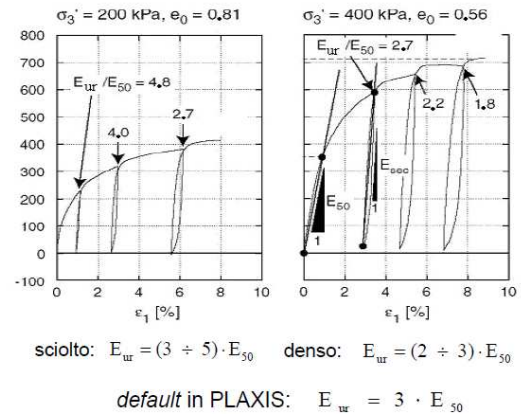 σ3' = 200 kPa, e0 = 0.81
σ3' = 400 kPa, e0 = 0.56
800
700
600
500
400
300
200
100
0
-100
0 2 4 6 8 10
ε1 [%]
Eur /E50 = 4.8
4.0
2.7
Eur /E50 = 2.7
2.2
1.8
E50
1
Esec
1
0 2 4 6 8 10
ε1 [%]
sciolto: Eur = (3 ÷ 5)·E50 denso: Eur = (2 ÷ 3)·E50
default in PLAXIS: Eur = 3 · E50